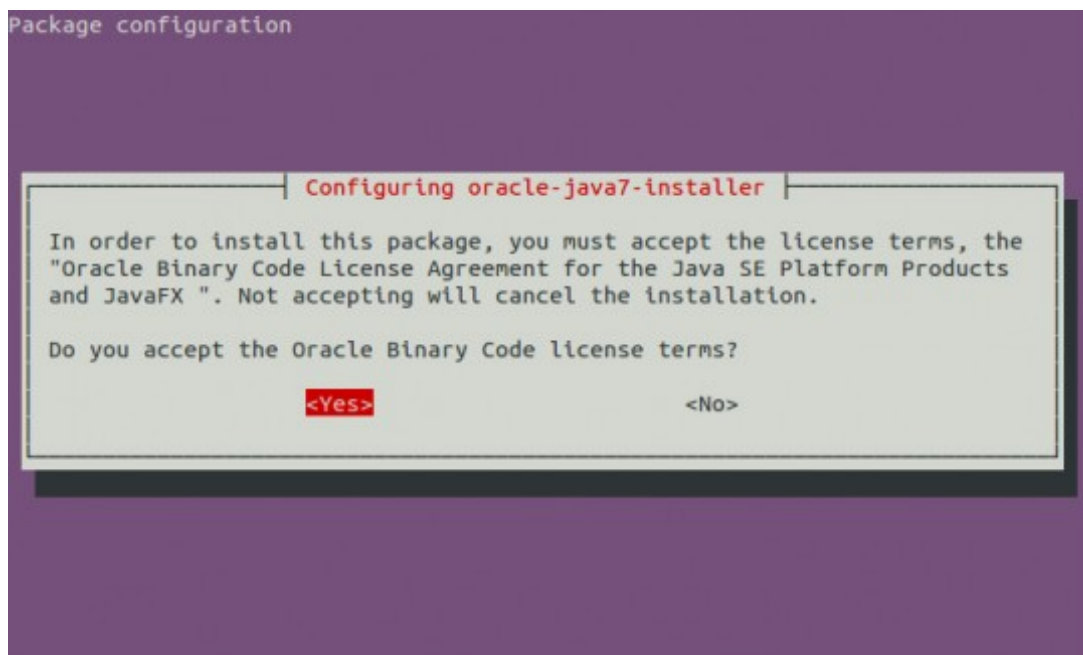 Package configuration
Configuring oracle-java7-installer
In order to install this package, you must accept the license terms, the
"Oracle Binary Code License Agreement for the Java SE Platform Products
and JavaFX ". Not accepting will cancel the installation.
Do you accept the Oracle Binary Code license terms?
<Yes> <No>